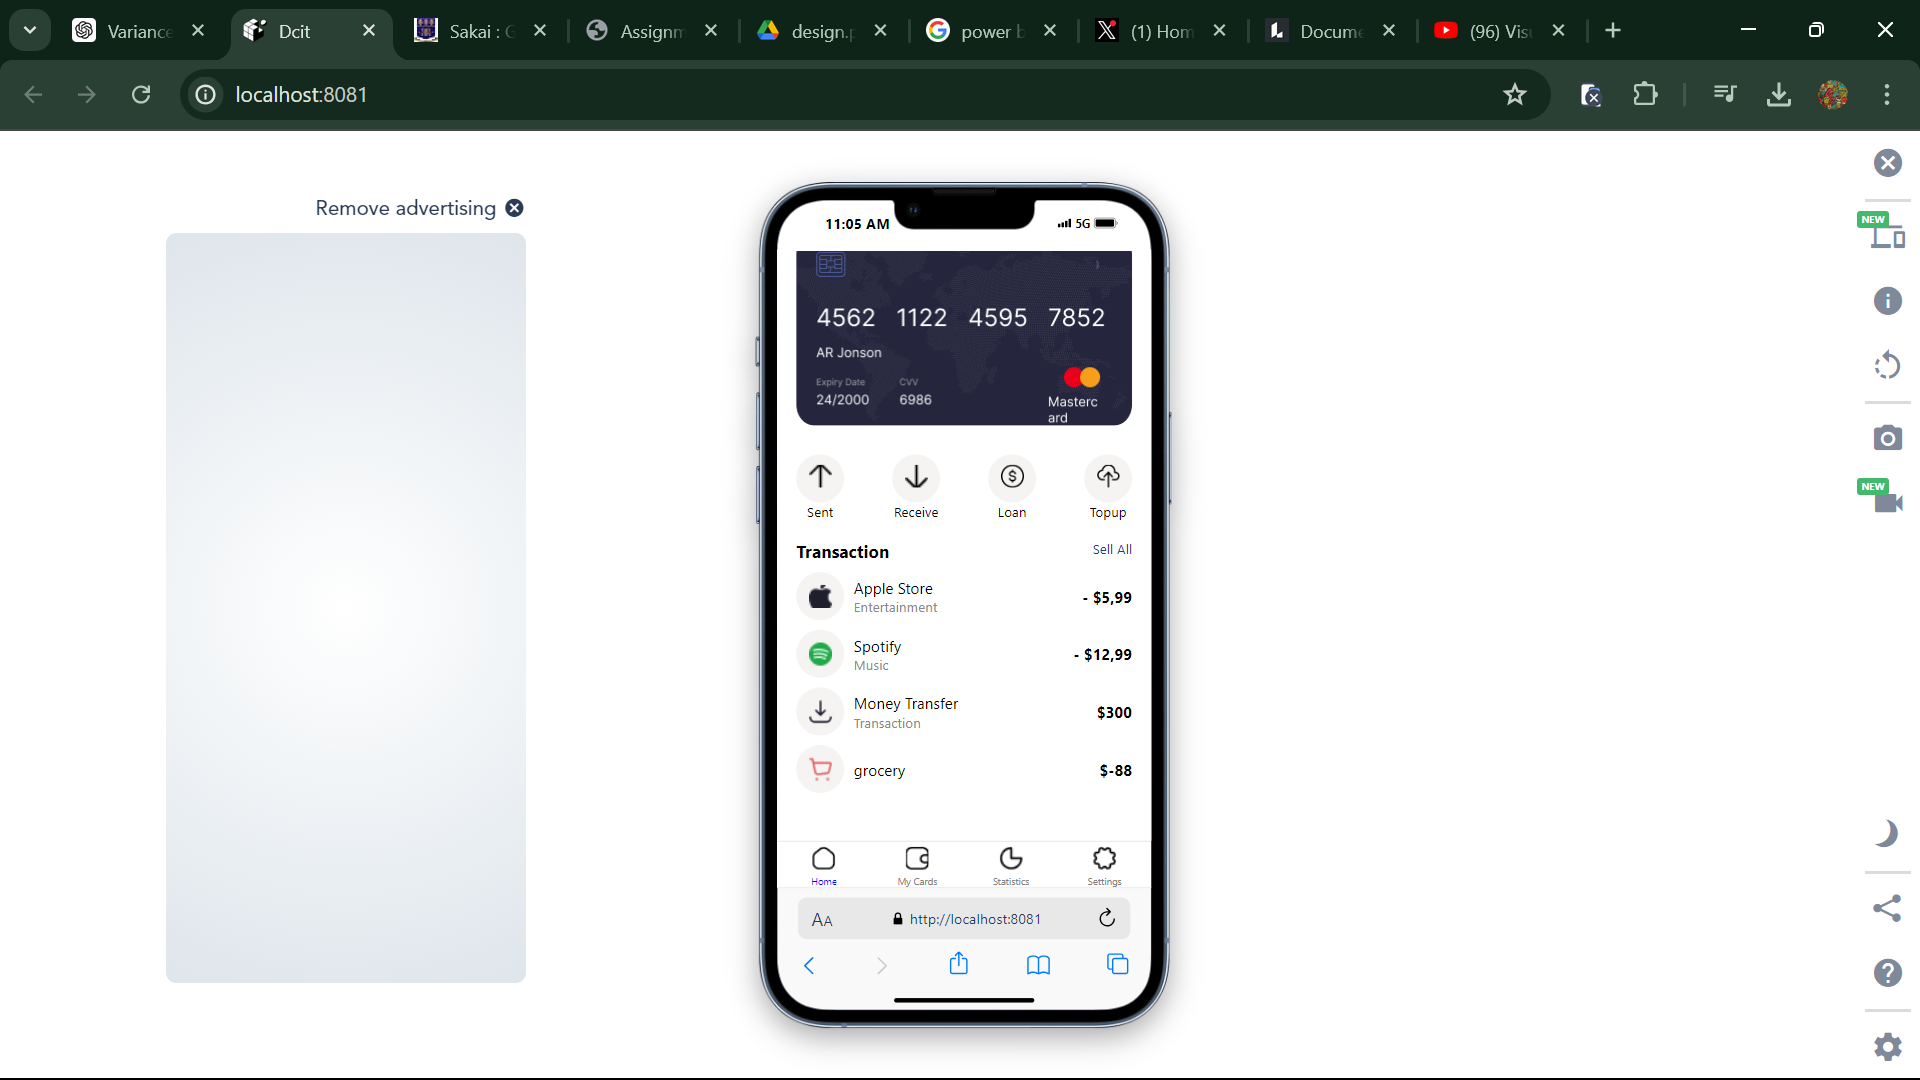 Variance
Dcit
Sakai : G
Assignm
design.p
power b
(1) Hom
Docume
(96) Vis
localhost:8081
Remove advertising
NEW
NEW
11:05 AM
5G
4562 1122 4595 7852
AR Jonson
Expiry Date CVV
24/2000 6986
Masterc
ard
Sent Receive Loan Topup
Transaction Sell All
Apple Store
Entertainment
- $5,99
Spotify
Music
- $12,99
Money Transfer
Transaction
$300
grocery $-88
Home My Cards Statistics Settings
AA http://localhost:8081